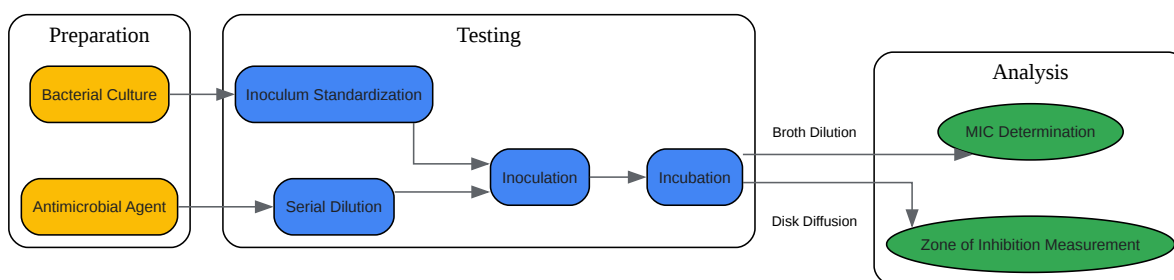 Preparation
Testing
Analysis
Bacterial Culture
Inoculum Standardization
Broth Dilution
MIC Determination
Antimicrobial Agent
Serial Dilution
Inoculation
Incubation
Disk Diffusion
Zone of Inhibition Measurement